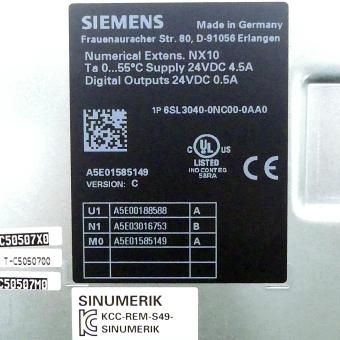 SIEMENS Made in Germany
Frauenauracher Str. 80, D-91056 Erlangen
Numerical Extens. NX10
Ta 0...55°C Supply 24VDC 4.5A
Digital Outputs 24VDC 0.5A
1P 6SL3040-0NC00-0AA0
C UL US
LISTED
IND.CONT.EQ
58RA
A5E01585149
VERSION: C
U1 A5E00188588 A
N1 A5E03016753 B
M0 A5E01585149 A
C50507X0
T-C5050700
C50507M0
SINUMERIK
KCC-REM-S49-
SINUMERIK